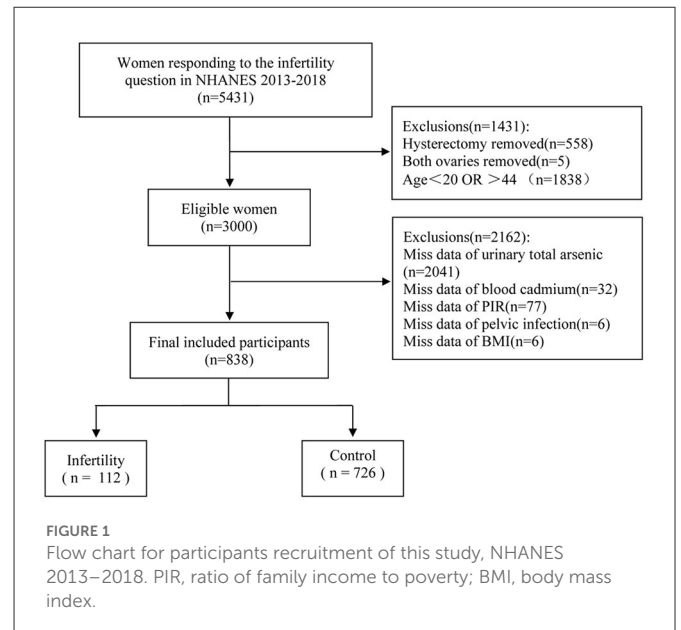 Women responding to the infertility
question in NHANES 2013-2018
(n=5431)
Exclusions(n=1431):
Hysterectomy removed(n=558)
Both ovaries removed(n=5)
Age＜20 OR ＞44 （n=1838）
Eligible women
(n=3000)
Exclusions(n=2162):
Miss data of urinary total arsenic
(n=2041)
Miss data of blood cadmium(n=32)
Miss data of PIR(n=77)
Miss data of pelvic infection(n=6)
Miss data of BMI(n=6)
Final included participants
(n=838)
Infertility
( n = 112 )
Control
( n = 726 )
FIGURE 1
Flow chart for participants recruitment of this study, NHANES
2013–2018. PIR, ratio of family income to poverty; BMI, body mass
index.